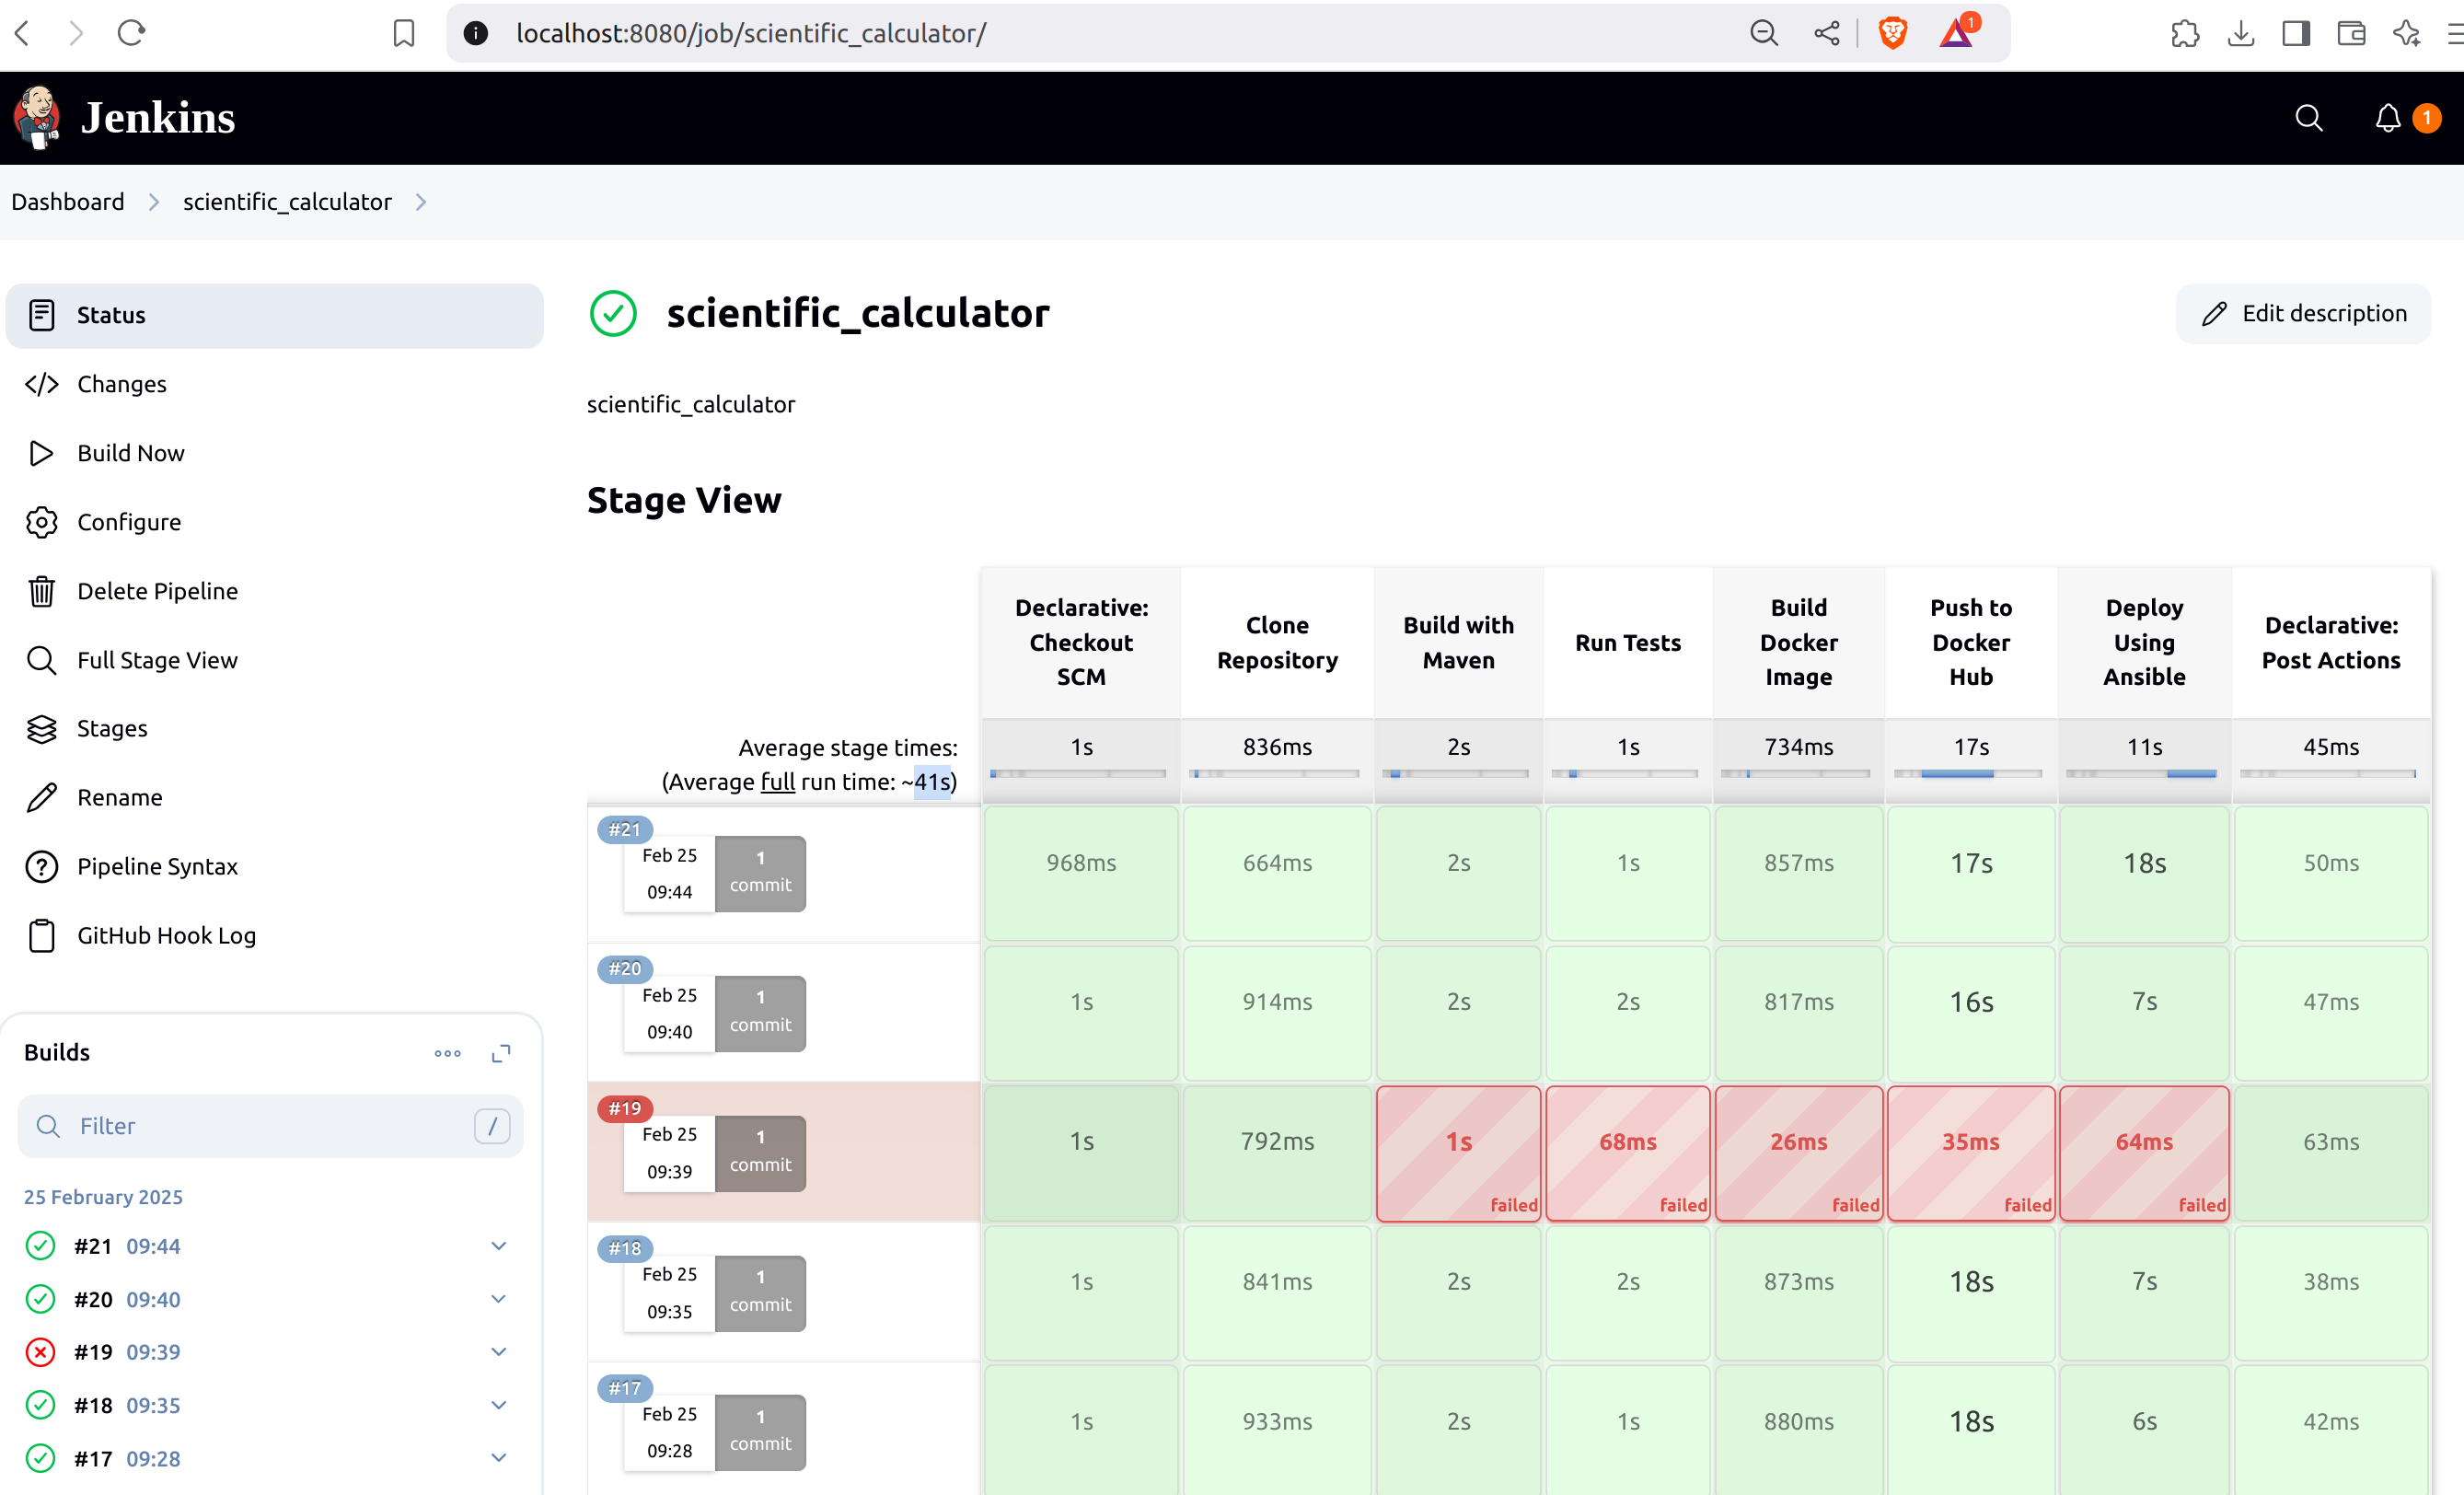 localhost:8080/job/scientific_calculator/
1
Jenkins
1
Dashboard
scientific_calculator
Status
Changes
Build Now
Configure
Delete Pipeline
Full Stage View
Stages
Rename
Pipeline Syntax
GitHub Hook Log
Builds
Filter
/
25 February 2025
#21 09:44
#20 09:40
#19 09:39
#18 09:35
#17 09:28
scientific_calculator
Edit description
scientific_calculator
Stage View
Declarative:
Checkout
SCM
Clone
Repository
Build with
Maven
Run Tests
Build
Docker
Image
Push to
Docker
Hub
Deploy
Using
Ansible
Declarative:
Post Actions
Average stage times:
(Average full run time: ~41s)
1s
836ms
2s
1s
734ms
17s
11s
45ms
#21
Feb 25
09:44
1
commit
968ms
664ms
2s
1s
857ms
17s
18s
50ms
#20
Feb 25
09:40
1
commit
1s
914ms
2s
2s
817ms
16s
7s
47ms
#19
Feb 25
09:39
1
commit
1s
792ms
1s
failed
68ms
failed
26ms
failed
35ms
failed
64ms
failed
63ms
#18
Feb 25
09:35
1
commit
1s
841ms
2s
2s
873ms
18s
7s
38ms
#17
Feb 25
09:28
1
commit
1s
933ms
2s
1s
880ms
18s
6s
42ms